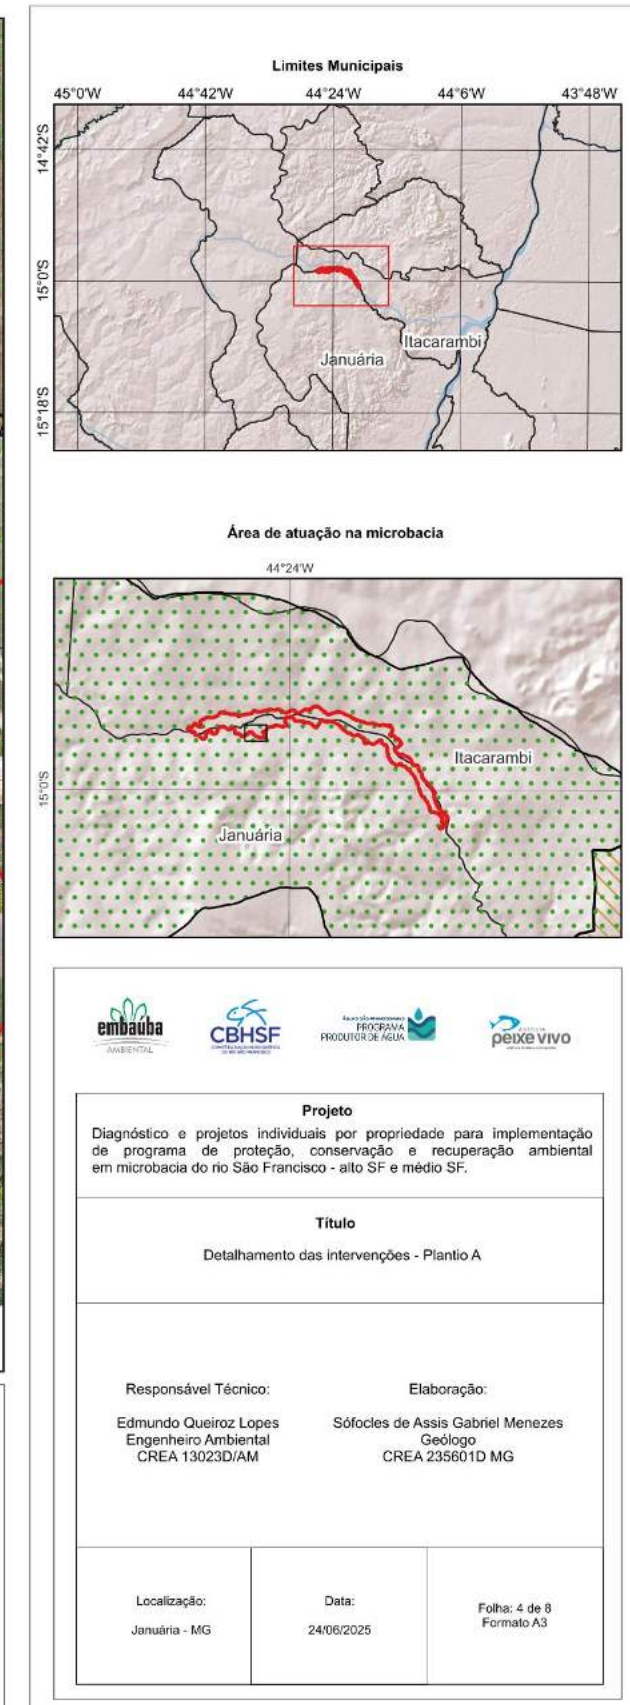 Limites Municipais
45°0'W 44°42'W 44°24'W 44°6'W 43°48'W
14°42'S
15°0'S
15°18'S
Januária
Itacarambi
Área de atuação na microbacia
44°24'W
15°0'S
Itacarambi
Januária
embaúba
AMBIENTAL
CBHSF
PROGRAMA
PRODUTOR DE ÁGUA
peixe vivo
Projeto
Diagnóstico e projetos individuais por propriedade para implementação
de programa de proteção, conservação e recuperação ambiental
em microbacia do rio São Francisco - alto SF e médio SF.
Título
Detalhamento das intervenções - Plantio A
Responsável Técnico:
Edmundo Queiroz Lopes
Engenheiro Ambiental
CREA 13023D/AM
Elaboração:
Sófocles de Assis Gabriel Menezes
Geólogo
CREA 235601D MG
Localização:
Januária - MG
Data:
24/06/2025
Folha: 4 de 8
Formato A3